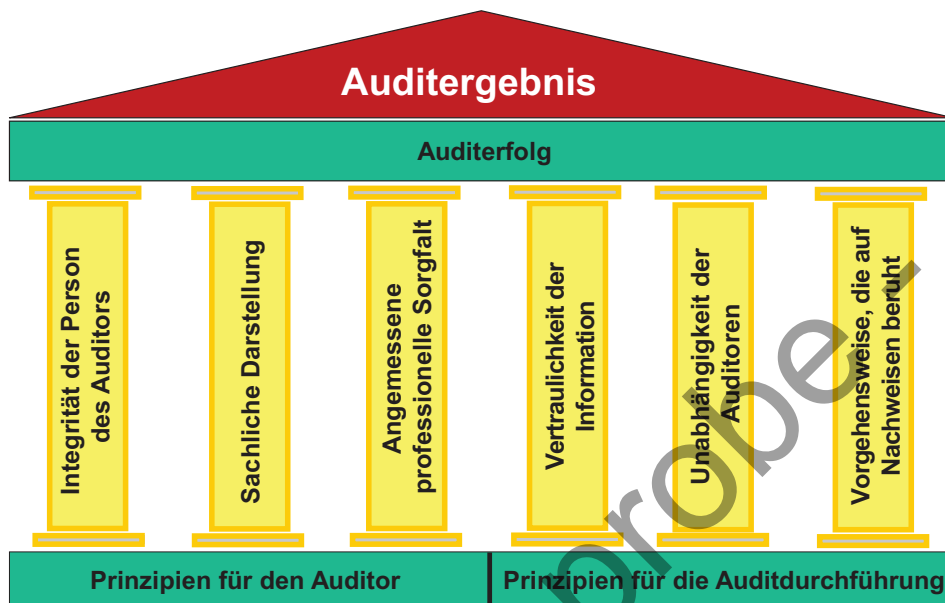 Auditergebnis
Auditerfolg
Integrität der Person
des Auditors
Sachliche Darstellung
Angemessene
professionelle Sorgfalt
Vertraulichkeit der
Information
Unabhängigkeit der
Auditoren
Vorgehensweise, die auf
Nachweisen beruht
Prinzipien für den Auditor
Prinzipien für die Auditdurchführung
probe -